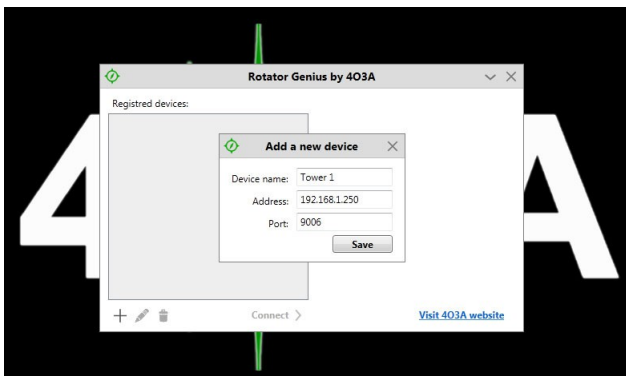 4 A
Rotator Genius by 4O3A
Registred devices:
Add a new device
Device name: Tower 1
Address: 192.168.1.250
Port: 9006
Save
Connect
Visit 4O3A website